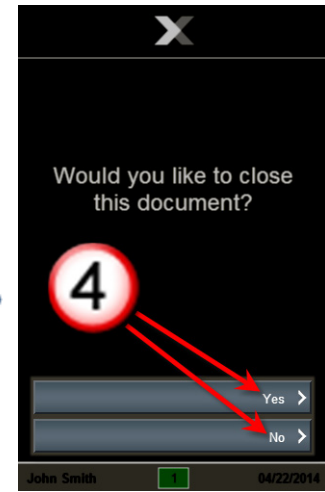 Would you like to close
this document?
4
Yes
No
John Smith 1 04/22/2014